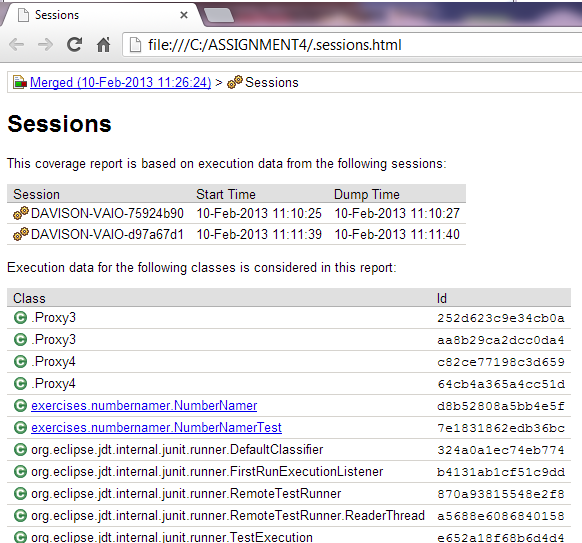 Sessions
file:///C:/ASSIGNMENT4/.sessions.html
Merged (10-Feb-2013 11:26:24) > Sessions
Sessions
This coverage report is based on execution data from the following sessions:
Session Start Time Dump Time
DAVISON-VAIO-75924b90 10-Feb-2013 11:10:25 10-Feb-2013 11:10:27
DAVISON-VAIO-d97a67d1 10-Feb-2013 11:11:39 10-Feb-2013 11:11:40
Execution data for the following classes is considered in this report:
Class Id
.Proxy3 252d623c9e34cb0a
.Proxy3 aa8b29ca2dcc0da4
.Proxy4 c82ce77198c3d659
.Proxy4 64cb4a365a4cc51d
exercises.numbernamer.NumberNamer d8b52808a5bb4e5f
exercises.numbernamer.NumberNamerTest 7e1831862edb36bc
org.eclipse.jdt.internal.junit.runner.DefaultClassifier 324a0a1ec74eb774
org.eclipse.jdt.internal.junit.runner.FirstRunExecutionListener b4131ab1cf51c9dd
org.eclipse.jdt.internal.junit.runner.RemoteTestRunner 870a93815548e2f8
org.eclipse.jdt.internal.junit.runner.RemoteTestRunner.ReaderThread a5688e6086840158
org.eclipse.jdt.internal.junit.runner.TestExecution e652a18f68b6d4d4